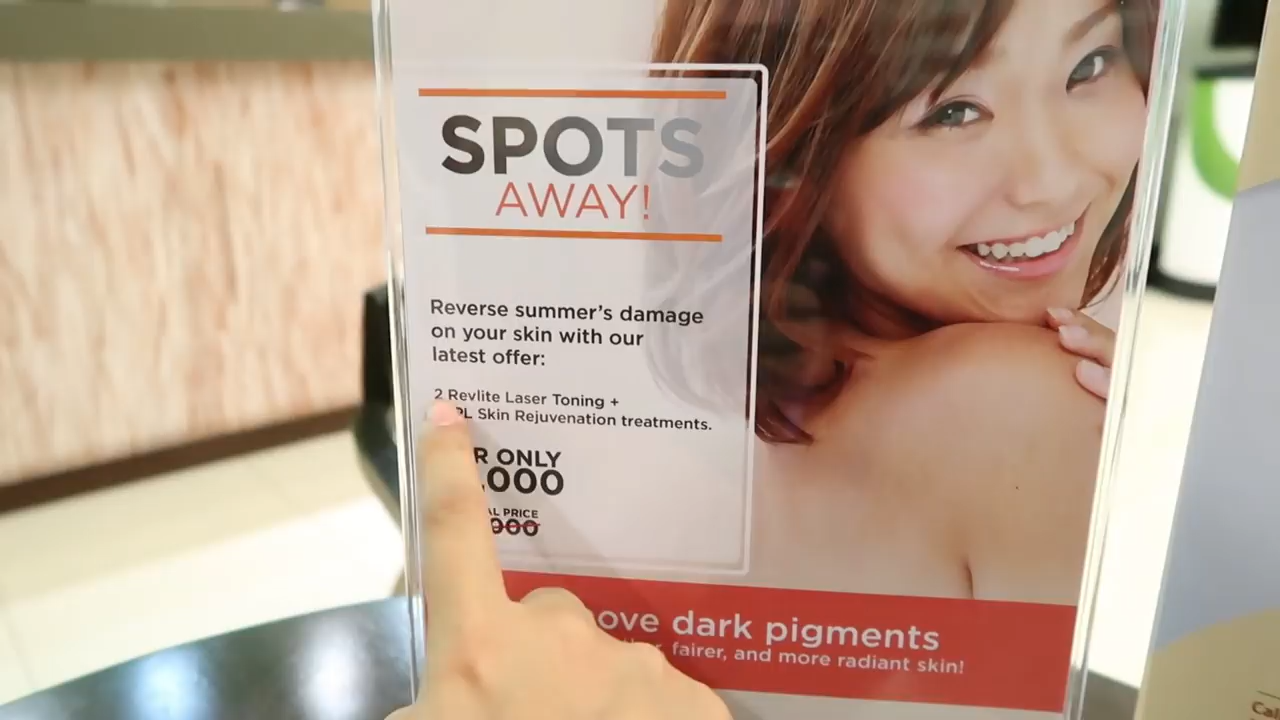 SPOTS
AWAY!
Reverse summer's damage
on your skin with our
latest offer:
2 Revlite Laser Toning +
Skin Rejuvenation treatments.
ONLY
PRICE
dark pigments
fairer, and more radiant skin!